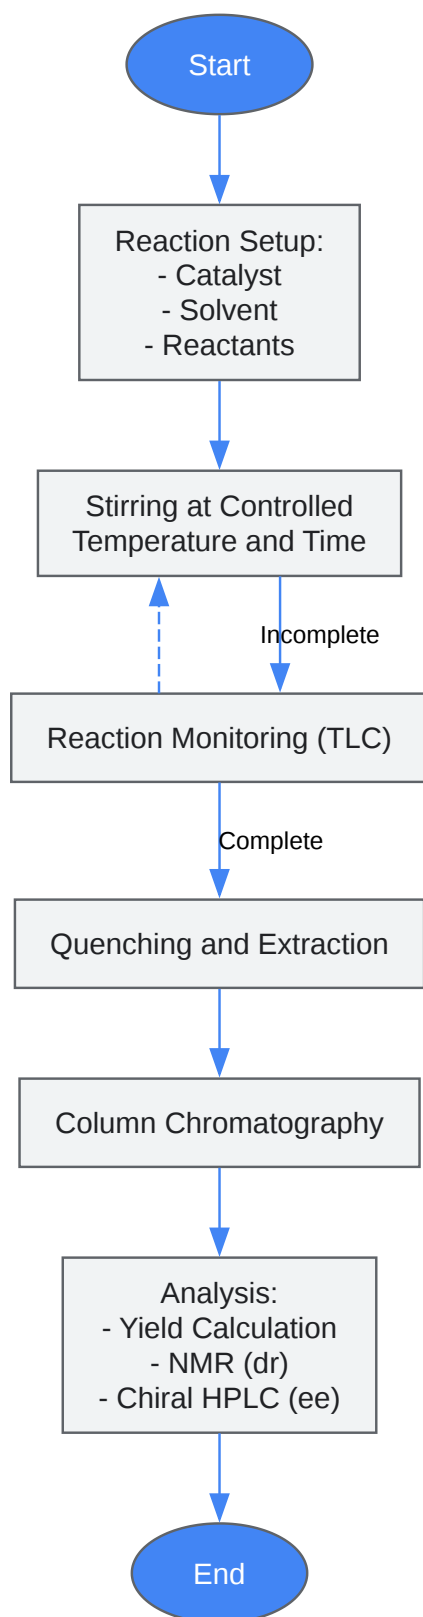 Start
Reaction Setup:
- Catalyst
- Solvent
- Reactants
Stirring at Controlled
Temperature and Time
Incomplete
Reaction Monitoring (TLC)
Complete
Quenching and Extraction
Column Chromatography
Analysis:
- Yield Calculation
- NMR (dr)
- Chiral HPLC (ee)
End